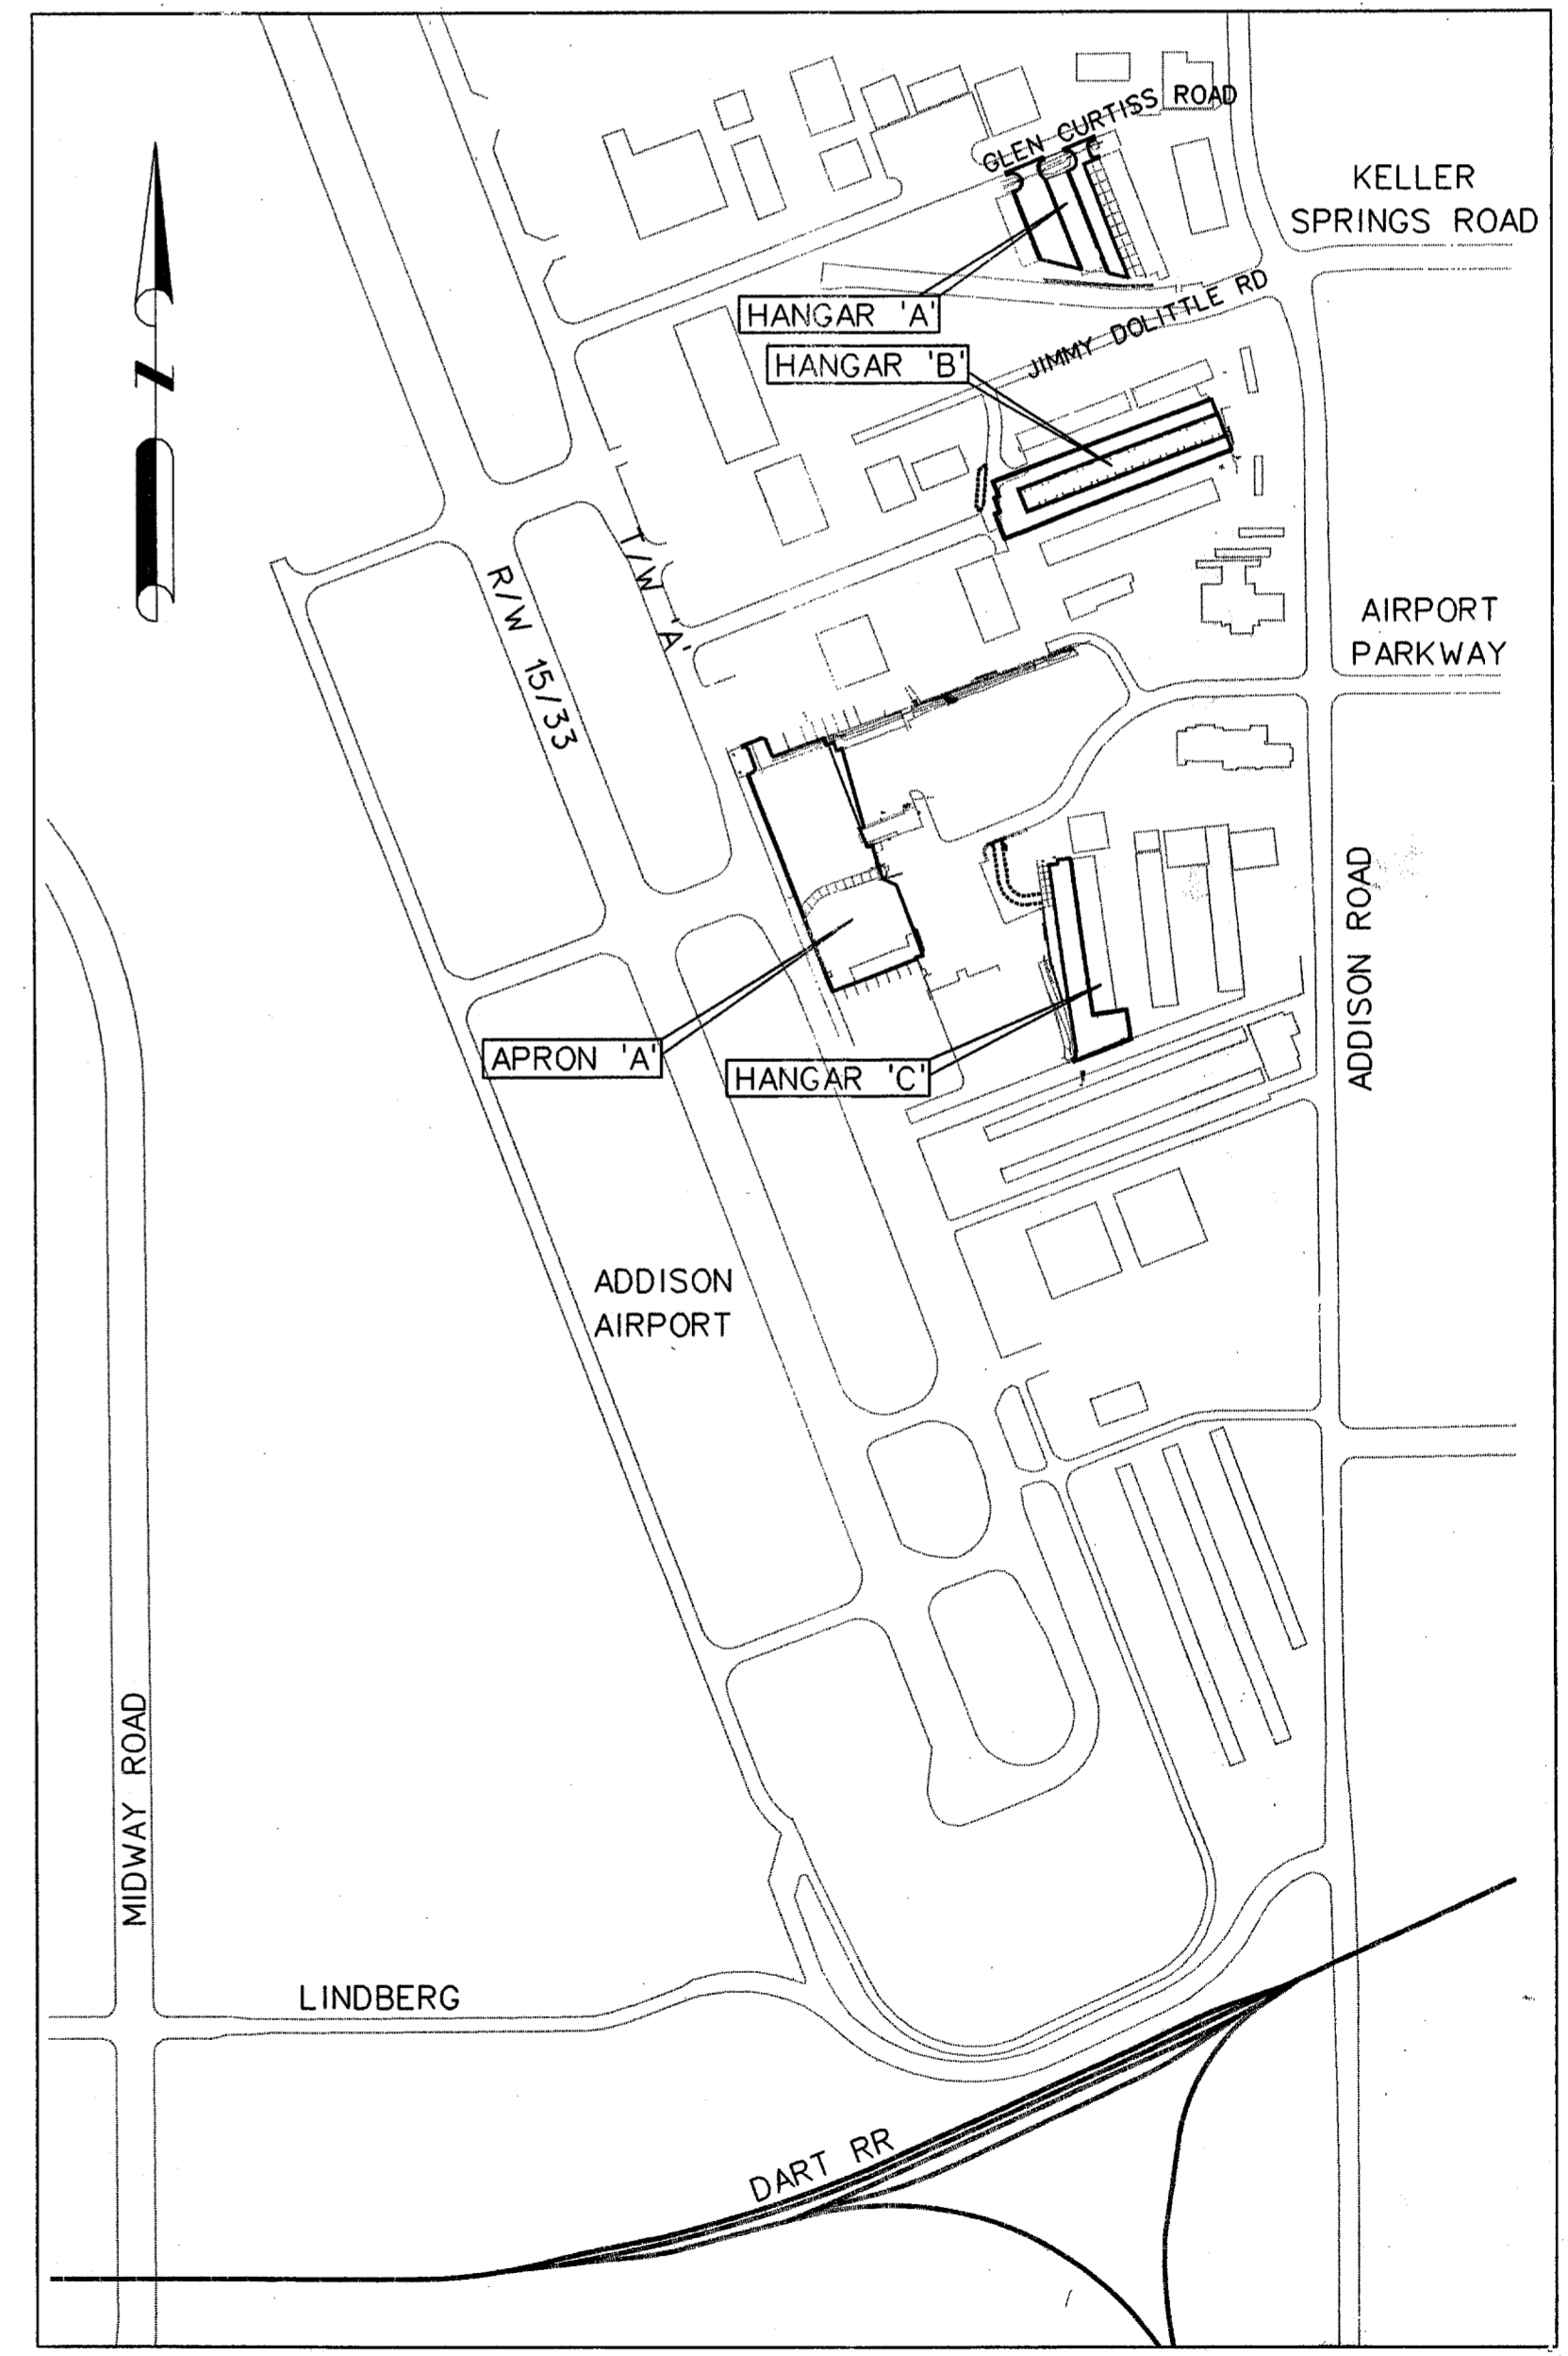 GLEN CURTISS ROAD
KELLER
SPRINGS ROAD
HANGAR 'A'
JIMMY DOLITTLE RD
HANGAR 'B'
N
T/W 'A'
R/W 15/33
AIRPORT
PARKWAY
ADDISON ROAD
APRON 'A'
HANGAR 'C'
ADDISON
AIRPORT
MIDWAY ROAD
LINDBERG
DART RR